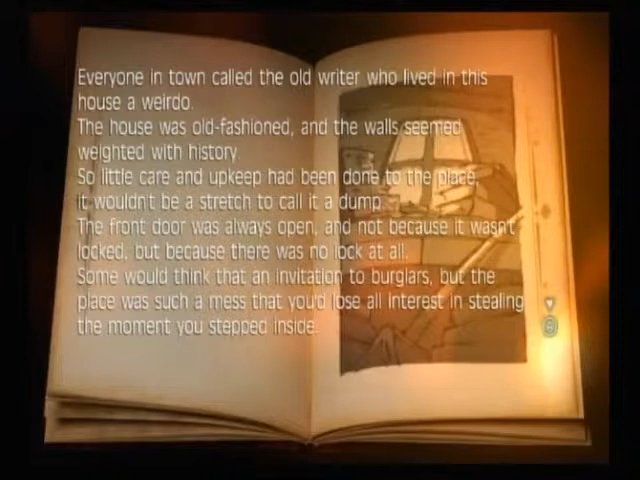 Everyone in town called the old writer who lived in this
house a weirdo.
The house was old-fashioned, and the walls seemed
weighted with history.
So little care and upkeep had been done to the place,
it wouldn't be a stretch to call it a dump.
The front door was always open, and not because it wasn't
locked, but because there was no lock at all.
Some would think that an invitation to burglars, but the
place was such a mess that you'd lose all interest in stealing
the moment you stepped inside.